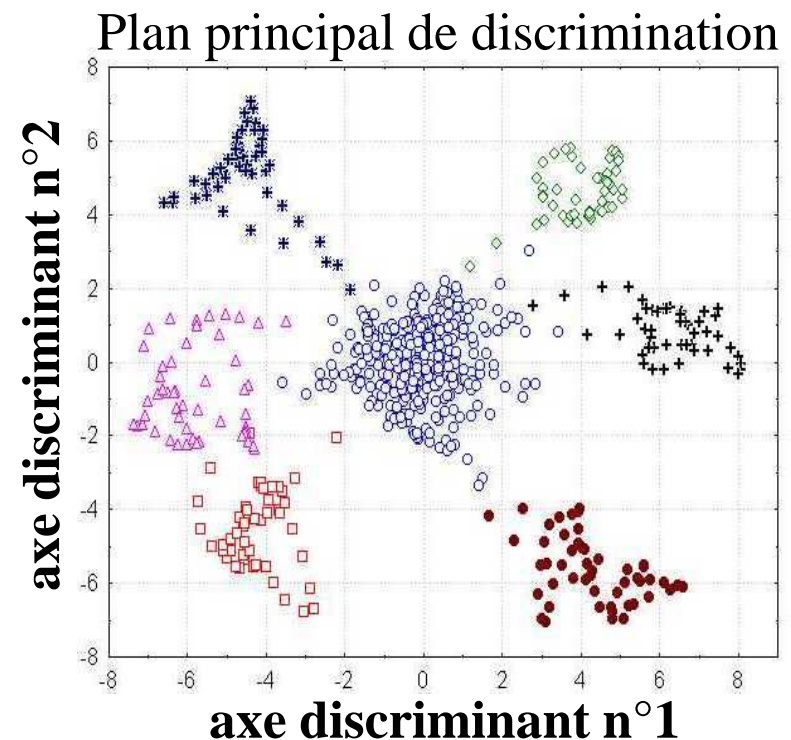 Plan principal de discrimination
8
6
4
2
0
-2
-4
-6
-8
axe discriminant n°2
-8 -6 -4 -2 0 2 4 6 8
axe discriminant n°1